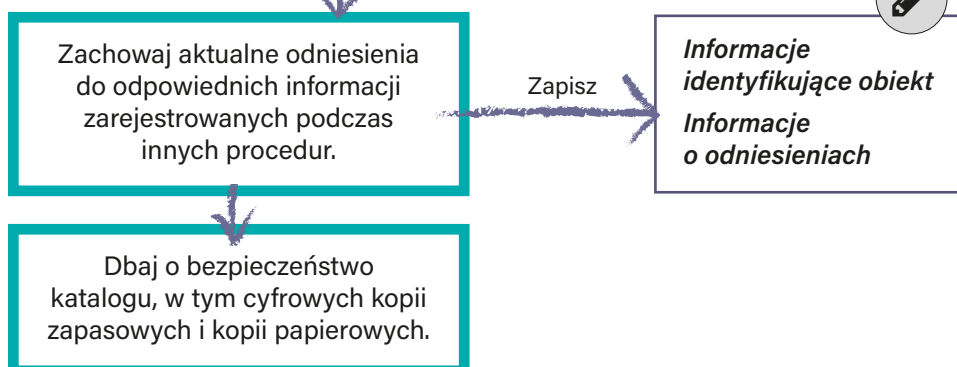 Zachowaj aktualne odniesienia
do odpowiednich informacji
zarejestrowanych podczas
innych procedur.
Zapisz
Informacje
identyfikujące obiekt
Informacje
o odniesieniach
Dbaj o bezpieczeństwo
katalogu, w tym cyfrowych kopii
zapasowych i kopii papierowych.